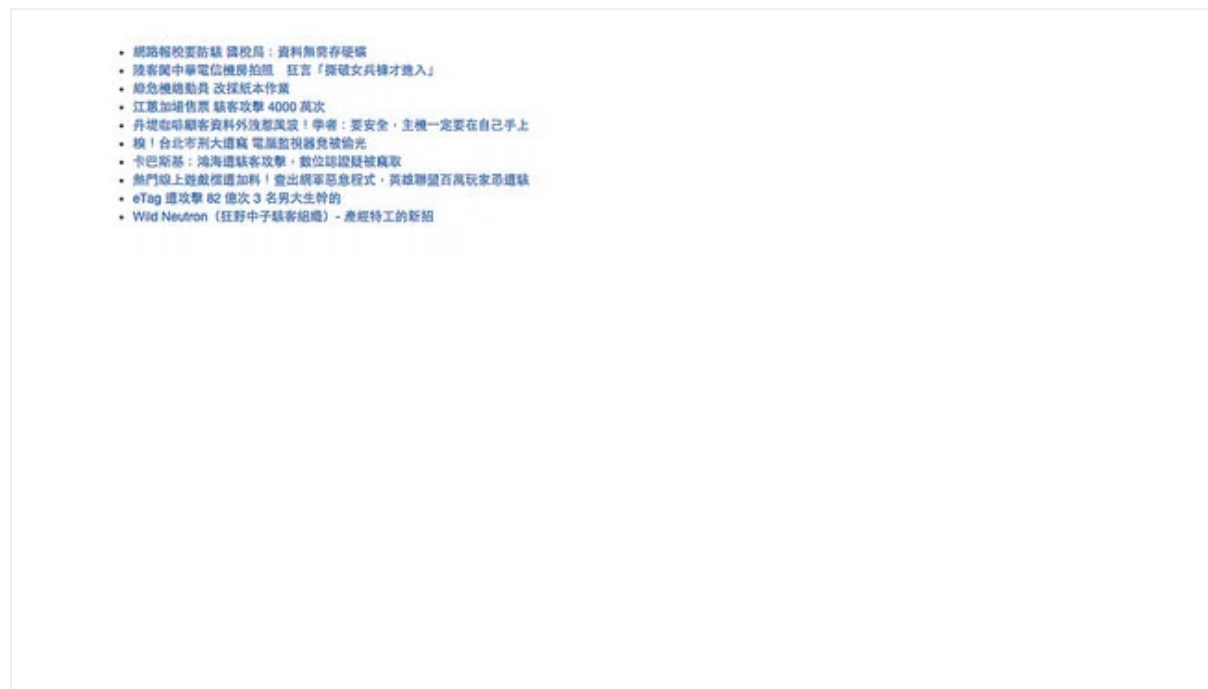 網路報稅要防駭 國稅局：資料無需存硬碟
陸客闖中華電信機房拍照　狂言「撕破女兵褲才進入」
綠危機總動員 改採紙本作業
江蕙加場售票 駭客攻擊 4000 萬次
丹堤咖啡顧客資料外洩惹風波！學者：要安全，主機一定要在自己手上
糗！台北市刑大遭竊 電腦監視器竟被偷光
卡巴斯基：鴻海遭駭客攻擊，數位認證疑被竊取
熱門線上遊戲檔遭加料！查出網軍惡意程式，英雄聯盟百萬玩家恐遭駭
eTag 遭攻擊 82 億次 3 名男大生幹的
Wild Neutron（狂野中子駭客組織）- 產經特工的新招